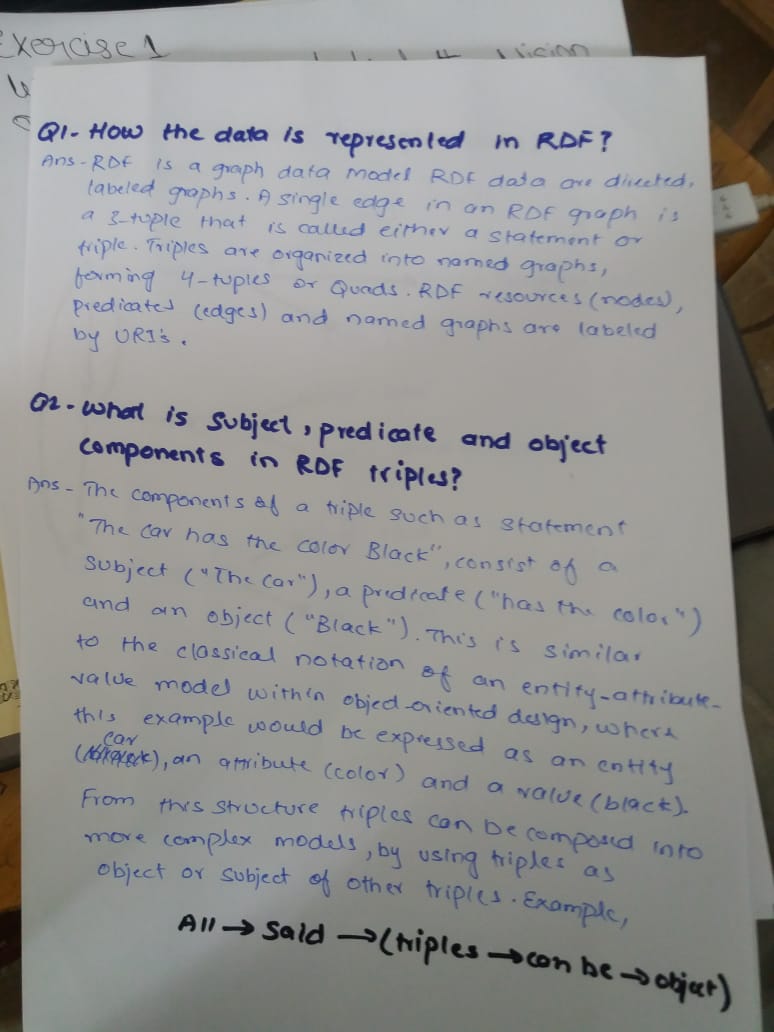 Exercise 1
Q1- How the data is represented in RDF?
Ans - RDF is a graph data model RDF data are directed,
labeled graphs. A single edge in an RDF graph is
a 3-tuple that is called either a statement or
triple. Triples are organized into named graphs,
forming 4-tuples or Quads. RDF resources (nodes),
predicates (edges) and named graphs are labeled
by URI's.
Q2- What is subject, predicate and object
components in RDF triples?
Ans - The components of a triple such as statement
"The car has the color Black", consist of a
subject ("The Car"), a predicate ("has the color")
and an object ("Black"). This is similar
to the classical notation of an entity-attribute-
value model within object-oriented design, where
this example would be expressed as an entity
(car), an attribute (color) and a value (black).
From this structure triples can be composed into
more complex models, by using triples as
object or subject of other triples. Example,
All → Said → (triples → can be → object)